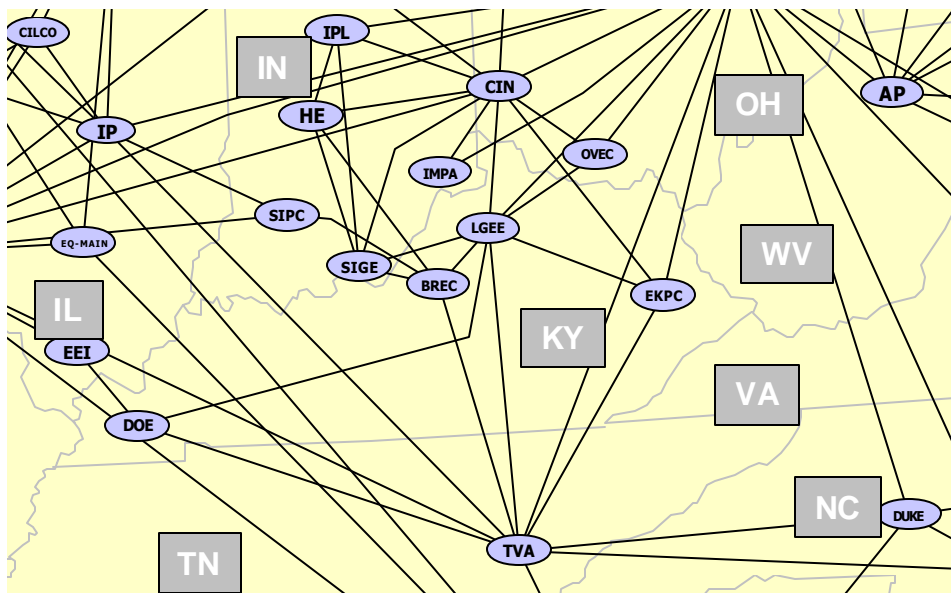 CILCO
IPL
IN
CIN
OH
AP
HE
IP
OVEC
IMPA
SIPC
LGEE
EQ-MAIN
WV
SIGE
BREC
EKPC
IL
KY
EEI
VA
DOE
NC
DUKE
TVA
TN